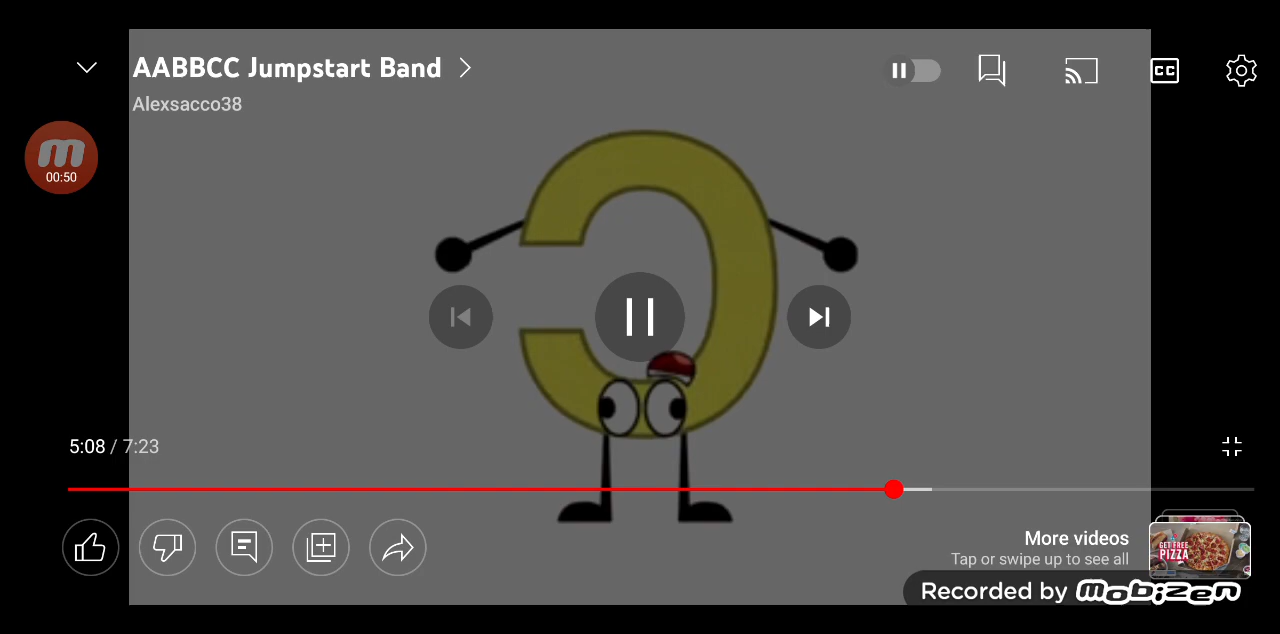 AABBCC Jumpstart Band
Alexsacco38
CC
m
00:50
5:08 / 7:23
More videos
Tap or swipe up to see all
GET FREE
PIZZA
Recorded by mobizen